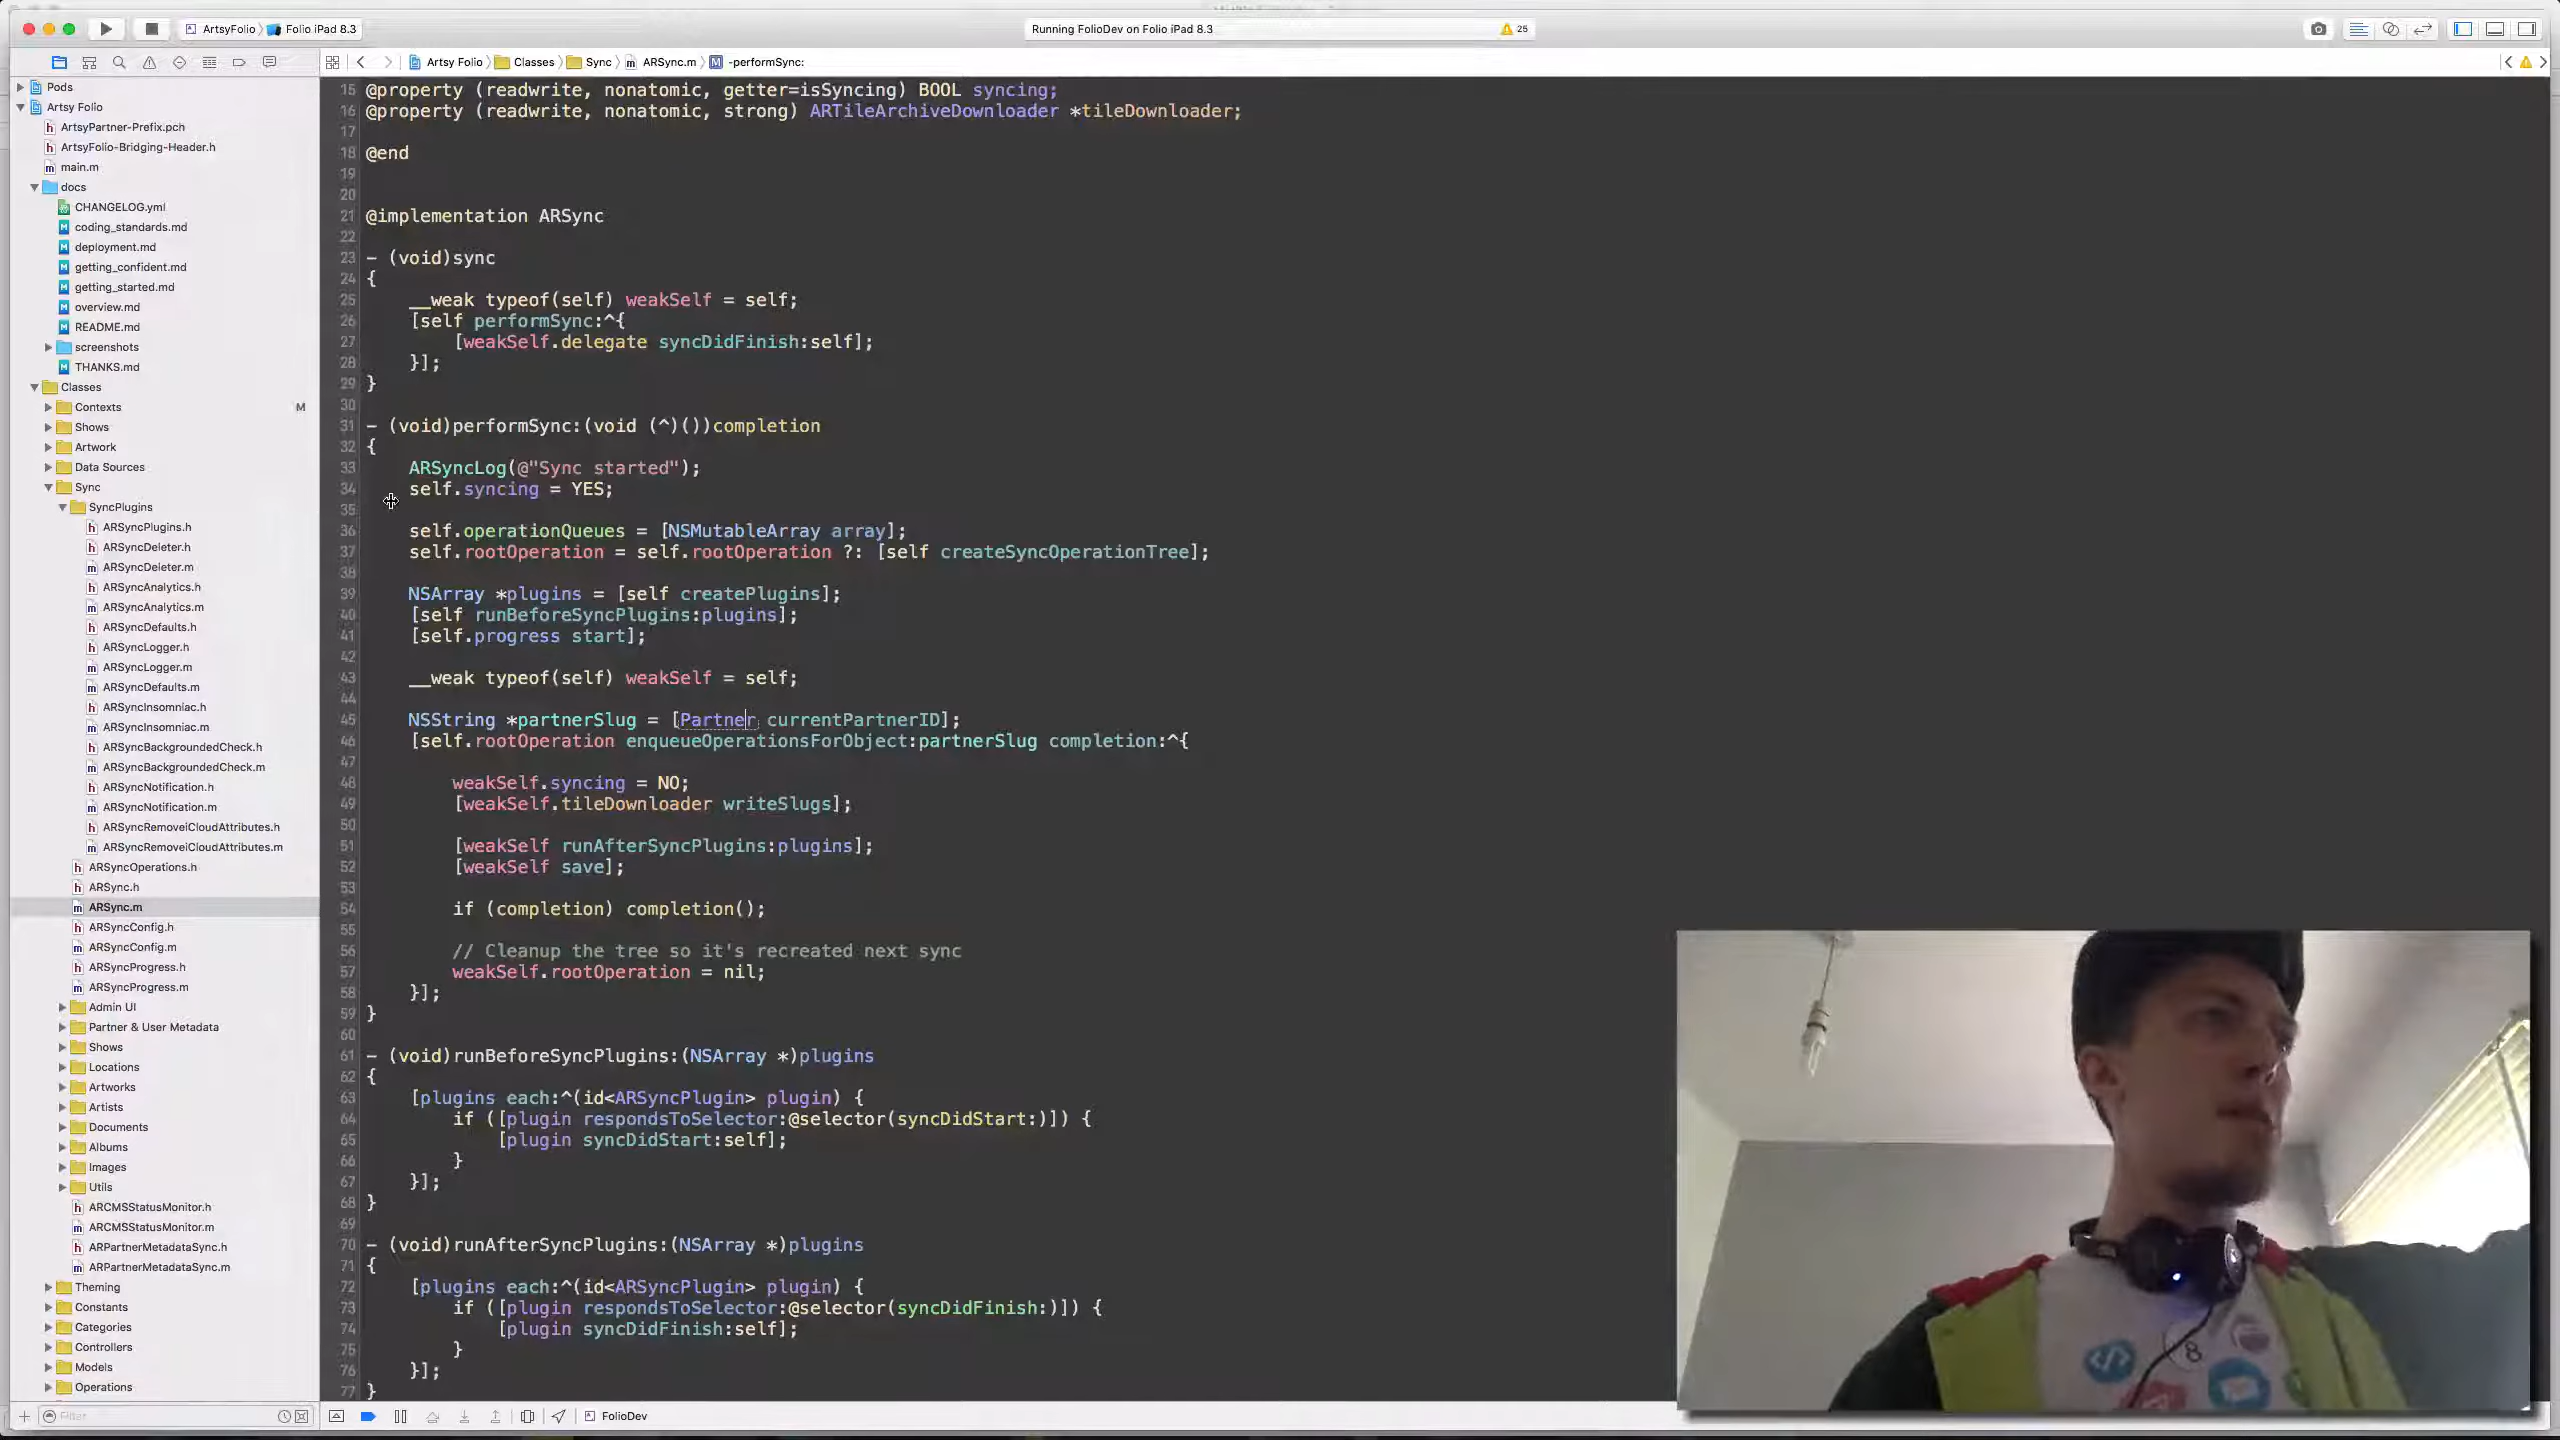 ArtsyFolio Folio iPad 8.3
Running FolioDev on Folio iPad 8.3
25
Artsy Folio Classes Sync ARSync.m -performSync:
Pods
Artsy Folio
ArtsyPartner-Prefix.pch
ArtsyFolio-Bridging-Header.h
main.m
docs
CHANGELOG.yml
coding_standards.md
deployment.md
getting_confident.md
getting_started.md
overview.md
README.md
screenshots
THANKS.md
Classes
Contexts M
Shows
Artwork
Data Sources
Sync
SyncPlugins
ARSyncPlugins.h
ARSyncDeleter.h
ARSyncDeleter.m
ARSyncAnalytics.h
ARSyncAnalytics.m
ARSyncDefaults.h
ARSyncLogger.h
ARSyncLogger.m
ARSyncDefaults.m
ARSyncInsomniac.h
ARSyncInsomniac.m
ARSyncBackgroundedCheck.h
ARSyncBackgroundedCheck.m
ARSyncNotification.h
ARSyncNotification.m
ARSyncRemoveiCloudAttributes.h
ARSyncRemoveiCloudAttributes.m
ARSyncOperations.h
ARSync.h
ARSync.m
ARSyncConfig.h
ARSyncConfig.m
ARSyncProgress.h
ARSyncProgress.m
Admin UI
Partner & User Metadata
Shows
Locations
Artworks
Artists
Documents
Albums
Images
Utils
ARCMSStatusMonitor.h
ARCMSStatusMonitor.m
ARPartnerMetadataSync.h
ARPartnerMetadataSync.m
Theming
Constants
Categories
Controllers
Models
Operations
Filter
15 @property (readwrite, nonatomic, getter=isSyncing) BOOL syncing;
16 @property (readwrite, nonatomic, strong) ARTileArchiveDownloader *tileDownloader;
17
18 @end
19
20
21 @implementation ARSync
22
23 - (void)sync
24 {
25 __weak typeof(self) weakSelf = self;
26 [self performSync:^{
27 [weakSelf.delegate syncDidFinish:self];
28 }];
29 }
30
31 - (void)performSync:(void (^)())completion
32 {
33 ARSyncLog(@"Sync started");
34 self.syncing = YES;
35
36 self.operationQueues = [NSMutableArray array];
37 self.rootOperation = self.rootOperation ?: [self createSyncOperationTree];
38
39 NSArray *plugins = [self createPlugins];
40 [self runBeforeSyncPlugins:plugins];
41 [self.progress start];
42
43 __weak typeof(self) weakSelf = self;
44
45 NSString *partnerSlug = [Partner currentPartnerID];
46 [self.rootOperation enqueueOperationsForObject:partnerSlug completion:^{
47
48 weakSelf.syncing = NO;
49 [weakSelf.tileDownloader writeSlugs];
50
51 [weakSelf runAfterSyncPlugins:plugins];
52 [weakSelf save];
53
54 if (completion) completion();
55
56 // Cleanup the tree so it's recreated next sync
57 weakSelf.rootOperation = nil;
58 }];
59 }
60
61 - (void)runBeforeSyncPlugins:(NSArray *)plugins
62 {
63 [plugins each:^(id<ARSyncPlugin> plugin) {
64 if ([plugin respondsToSelector:@selector(syncDidStart:)]) {
65 [plugin syncDidStart:self];
66 }
67 }];
68 }
69
70 - (void)runAfterSyncPlugins:(NSArray *)plugins
71 {
72 [plugins each:^(id<ARSyncPlugin> plugin) {
73 if ([plugin respondsToSelector:@selector(syncDidFinish:)]) {
74 [plugin syncDidFinish:self];
75 }
76 }];
77 }
FolioDev
8